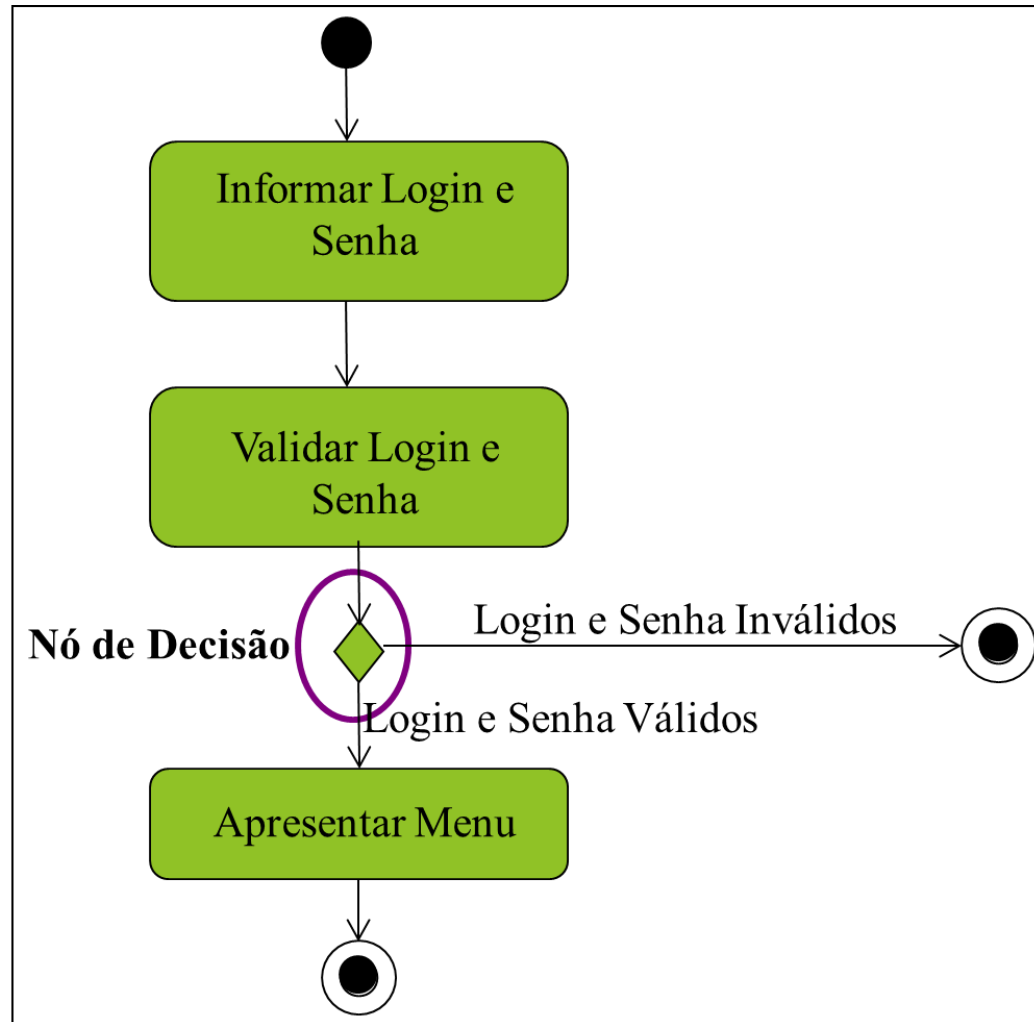 Informar Login e
Senha
Validar Login e
Senha
Nó de Decisão
Login e Senha Inválidos
Login e Senha Válidos
Apresentar Menu